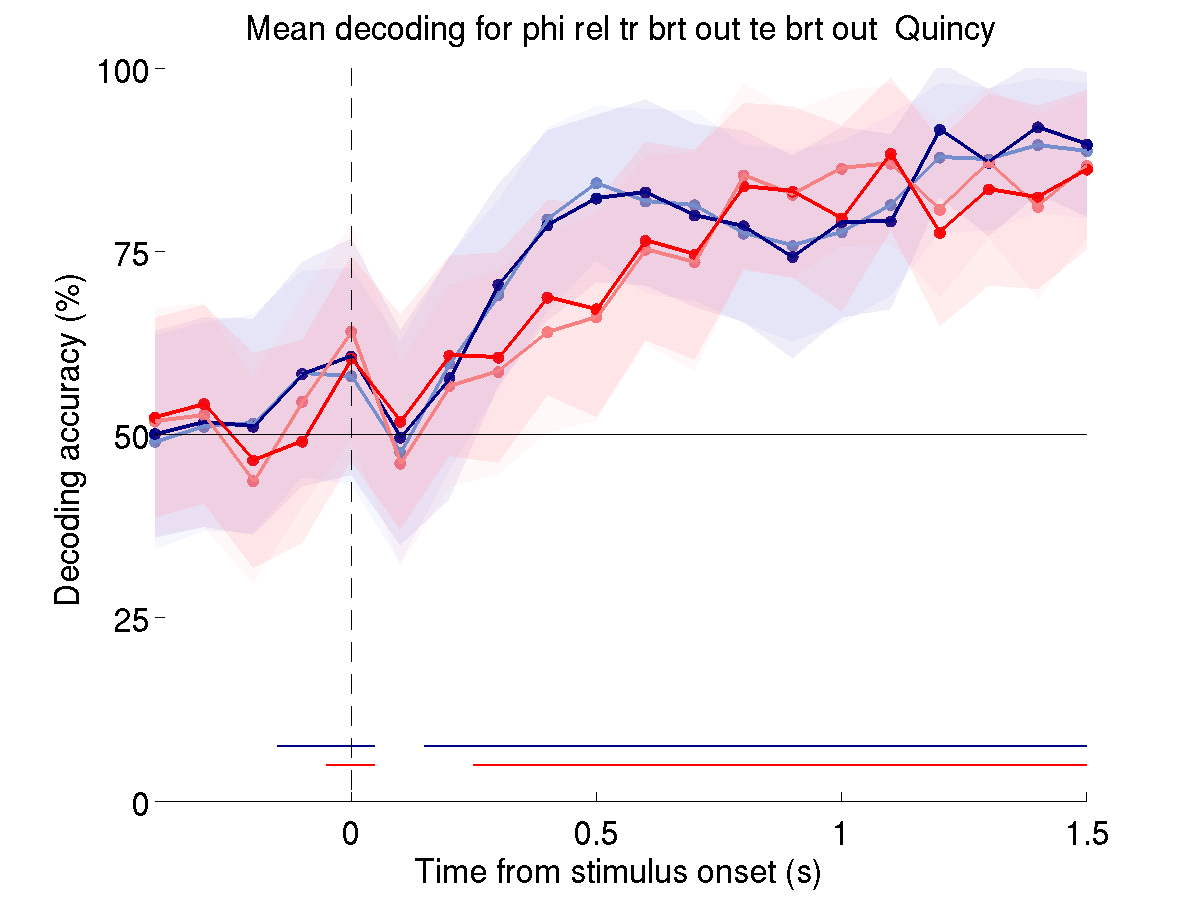 Mean decoding for phi rel tr brt out te brt out  Quincy
100
75
50
25
0
Decoding accuracy (%)
0 0.5 1 1.5
Time from stimulus onset (s)